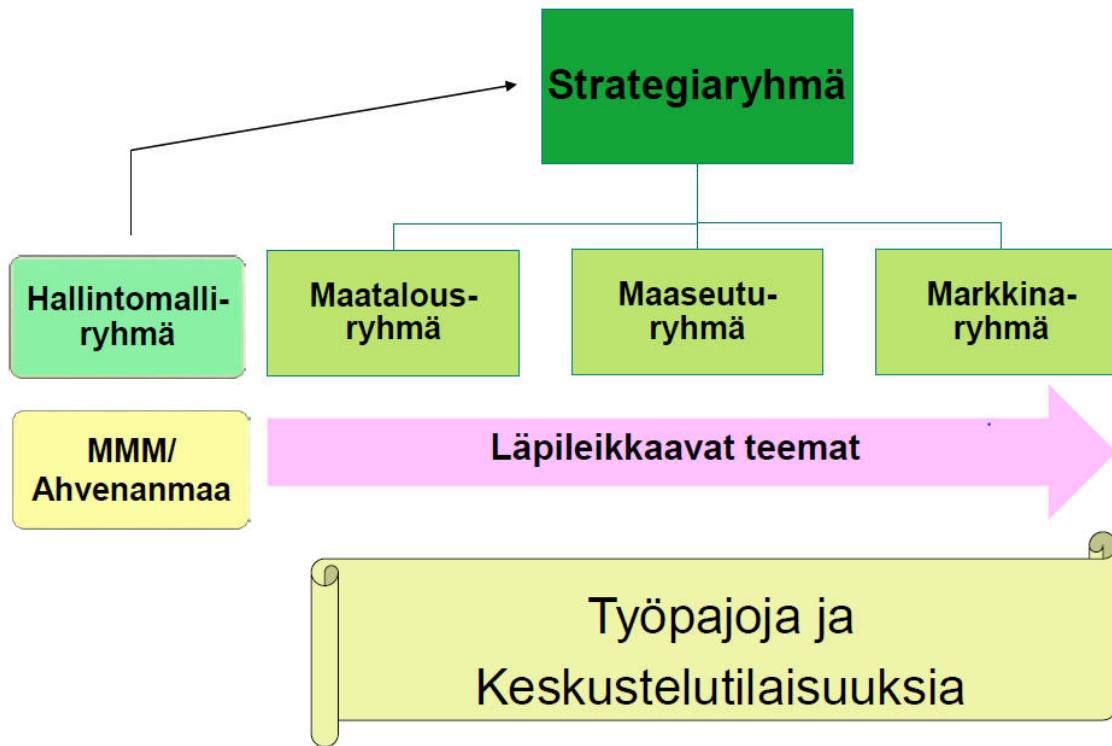 Strategiaryhmä
Hallintomalli-
ryhmä
Maatalous-
ryhmä
Maaseutu-
ryhmä
Markkina-
ryhmä
MMM/
Ahvenanmaa
Läpileikkaavat teemat
Työpajoja ja
Keskustelutilaisuuksia